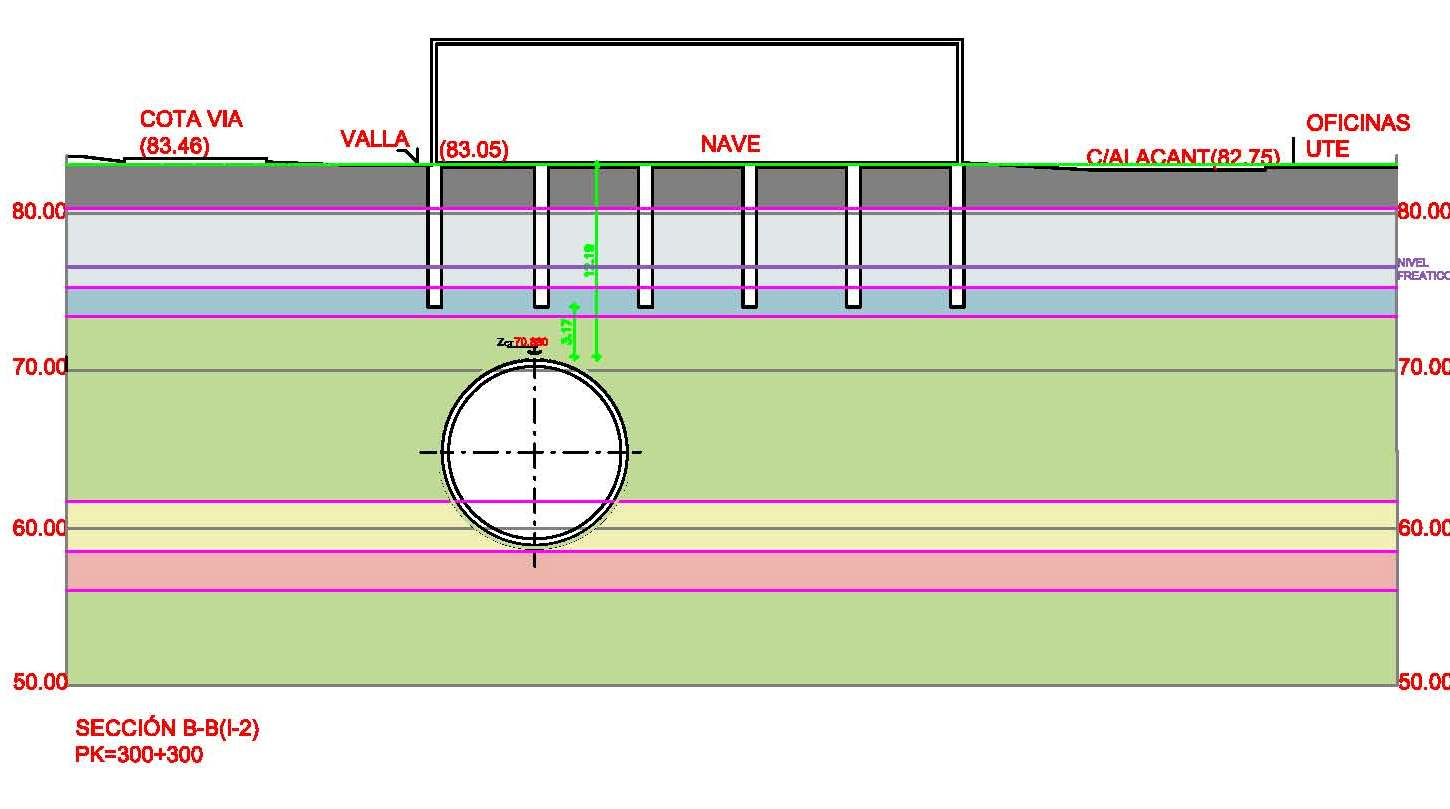 COTA VIA
(83.46)
VALLA
(83.05)
NAVE
C/ALACANT(82.75)
OFICINAS
UTE
80.00
80.00
NIVEL
FREATICO
12.19
3.17
70.00
70.00
60.00
60.00
50.00
50.00
SECCIÓN B-B(I-2)
PK=300+300